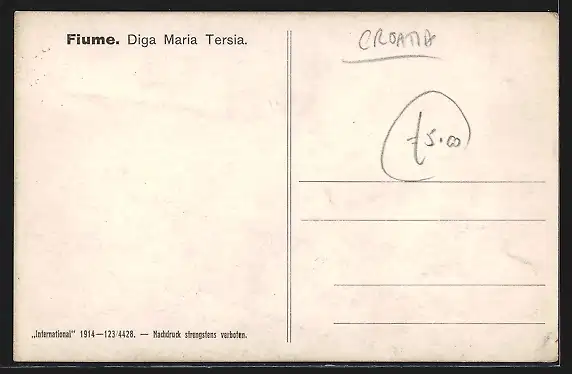 Fiume. Diga Maria Tersia.
CROATIA
£5.00
„International" 1914—123/4428. — Nachdruck strengstens verboten.